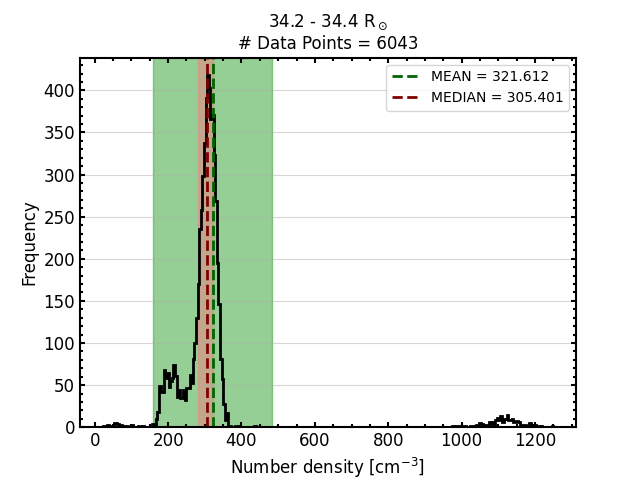 34.2 - 34.4 R⊙
# Data Points = 6043
MEAN = 321.612
MEDIAN = 305.401
Frequency
400
350
300
250
200
150
100
50
0
0 200 400 600 800 1000 1200
Number density [cm⁻³]